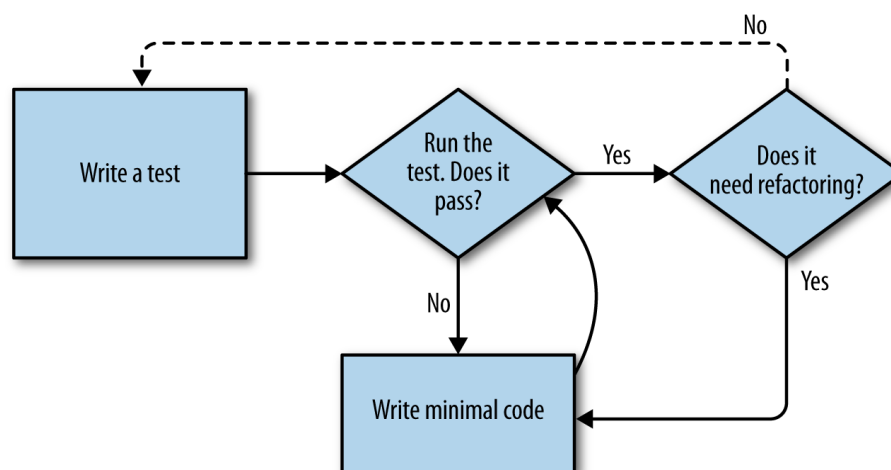 No
Write a test
Run the
test. Does it
pass?
Yes
Does it
need refactoring?
No
Yes
Write minimal code